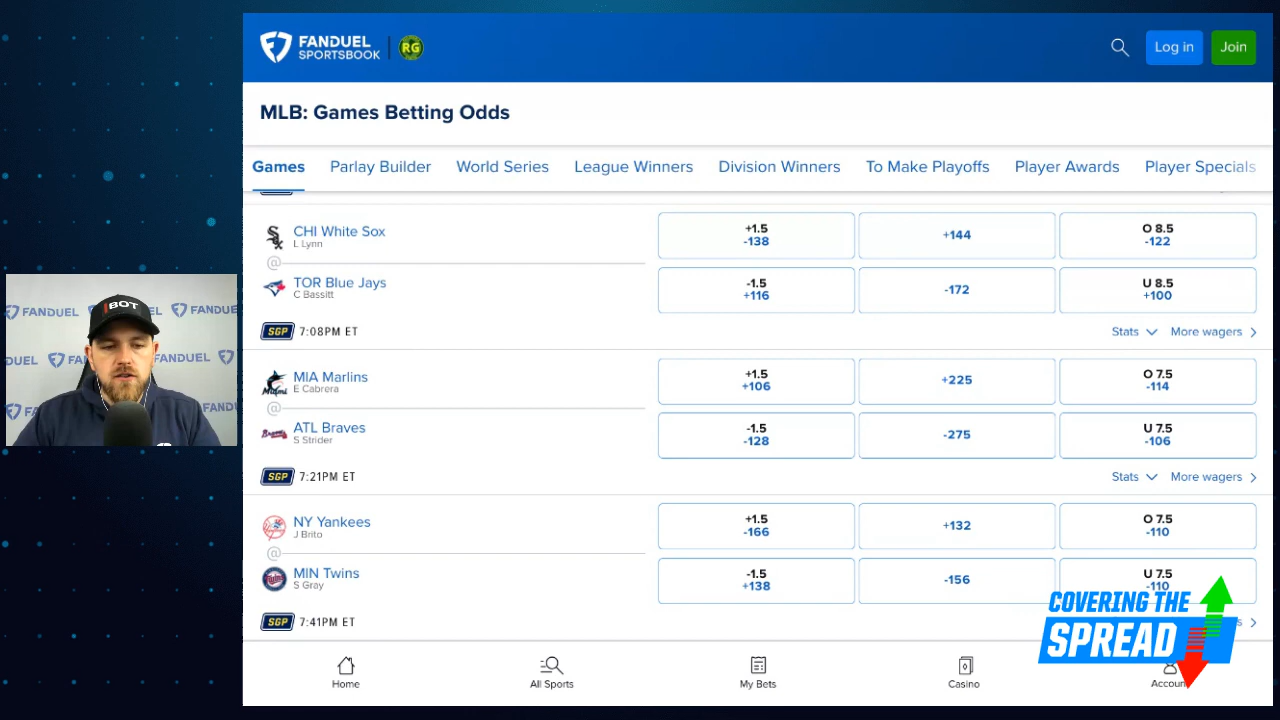 FANDUEL
SPORTSBOOK
RG
Log in
Join
MLB: Games Betting Odds
Games
Parlay Builder
World Series
League Winners
Division Winners
To Make Playoffs
Player Awards
Player Specials
CHI White Sox
L Lynn
+1.5
-138
+144
O 8.5
-122
@
TOR Blue Jays
C Bassitt
-1.5
+116
-172
U 8.5
+100
SGP 7:08PM ET
Stats
More wagers
MIA Marlins
E Cabrera
+1.5
+106
+225
O 7.5
-114
@
ATL Braves
S Strider
-1.5
-128
-275
U 7.5
-106
SGP 7:21PM ET
Stats
More wagers
NY Yankees
J Brito
+1.5
-166
+132
O 7.5
-110
@
MIN Twins
S Gray
-1.5
+138
-156
U 7.5
-110
SGP 7:41PM ET
Home
All Sports
My Bets
Casino
Accoun
COVERING THE
SPREAD
BOT
FANDUEL
FANDUE
DUEL
FAN
FANDUEL
FANDU